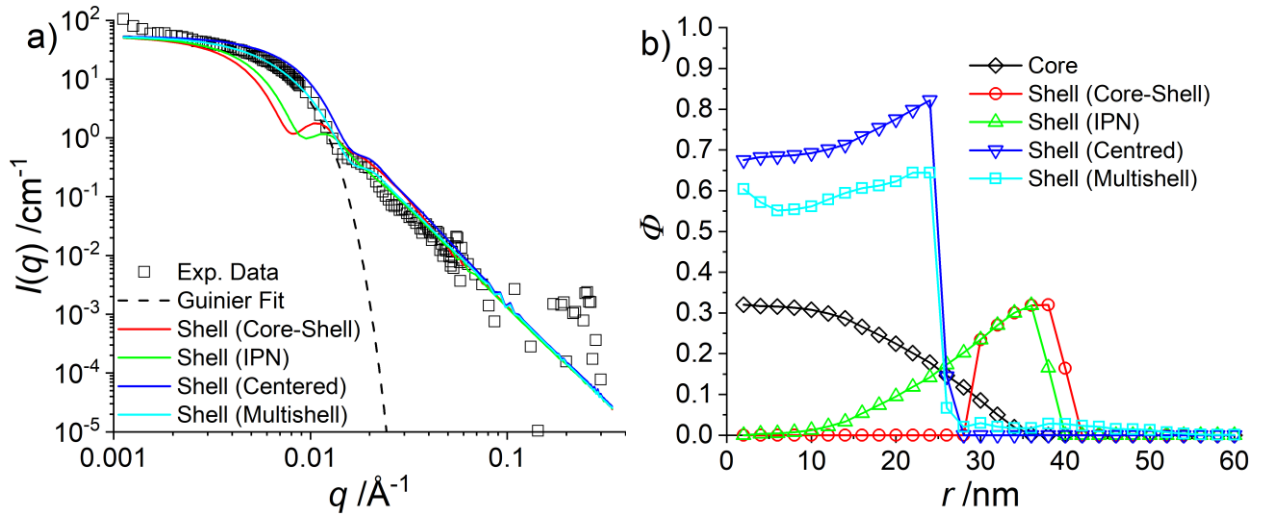 a)
I(q) /cm⁻¹
10²
10¹
10⁰
10⁻¹
10⁻²
10⁻³
10⁻⁴
10⁻⁵
Exp. Data
Guinier Fit
Shell (Core-Shell)
Shell (IPN)
Shell (Centered)
Shell (Multishell)
0.001 0.01 0.1
q /Å⁻¹
b)
Φ
1.0
0.9
0.8
0.7
0.6
0.5
0.4
0.3
0.2
0.1
0.0
Core
Shell (Core-Shell)
Shell (IPN)
Shell (Centred)
Shell (Multishell)
0 10 20 30 40 50 60
r /nm